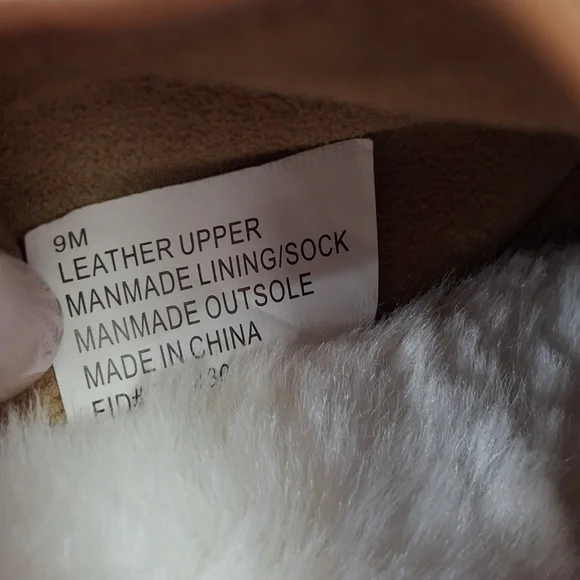 9M
LEATHER UPPER
MANMADE LINING/SOCK
MANMADE OUTSOLE
MADE IN CHINA